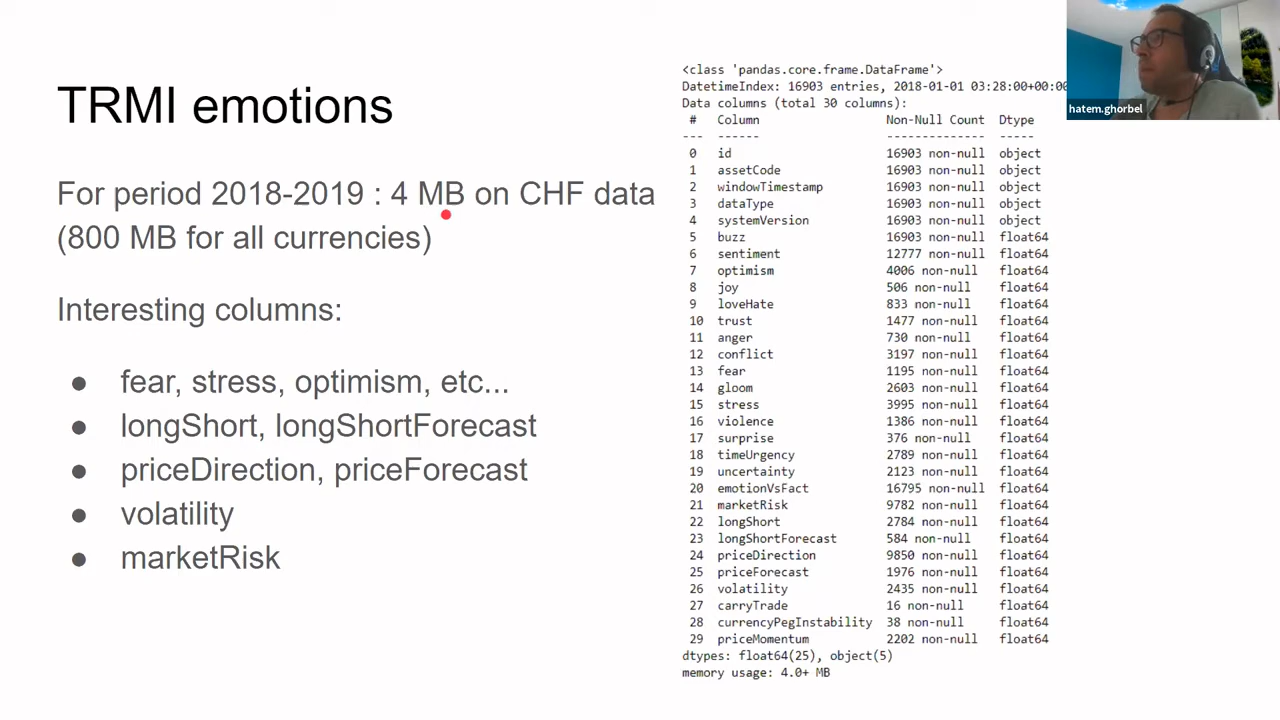 TRMI emotions
For period 2018-2019 : 4 MB on CHF data
(800 MB for all currencies)
Interesting columns:
● fear, stress, optimism, etc...
● longShort, longShortForecast
● priceDirection, priceForecast
● volatility
● marketRisk
<class 'pandas.core.frame.DataFrame'>
DatetimeIndex: 16903 entries, 2018-01-01 03:28:00+00:00
Data columns (total 30 columns):
# Column Non-Null Count Dtype
--- ------ -------------- -----
0 id 16903 non-null object
1 assetCode 16903 non-null object
2 windowTimestamp 16903 non-null object
3 dataType 16903 non-null object
4 systemVersion 16903 non-null object
5 buzz 16903 non-null float64
6 sentiment 12777 non-null float64
7 optimism 4006 non-null float64
8 joy 506 non-null float64
9 loveHate 833 non-null float64
10 trust 1477 non-null float64
11 anger 730 non-null float64
12 conflict 3197 non-null float64
13 fear 1195 non-null float64
14 gloom 2603 non-null float64
15 stress 3995 non-null float64
16 violence 1386 non-null float64
17 surprise 376 non-null float64
18 timeUrgency 2789 non-null float64
19 uncertainty 2123 non-null float64
20 emotionVsFact 16795 non-null float64
21 marketRisk 9782 non-null float64
22 longShort 2784 non-null float64
23 longShortForecast 584 non-null float64
24 priceDirection 9850 non-null float64
25 priceForecast 1976 non-null float64
26 volatility 2435 non-null float64
27 carryTrade 16 non-null float64
28 currencyPegInstability 38 non-null float64
29 priceMomentum 2202 non-null float64
dtypes: float64(25), object(5)
memory usage: 4.0+ MB
hatem.ghorbel